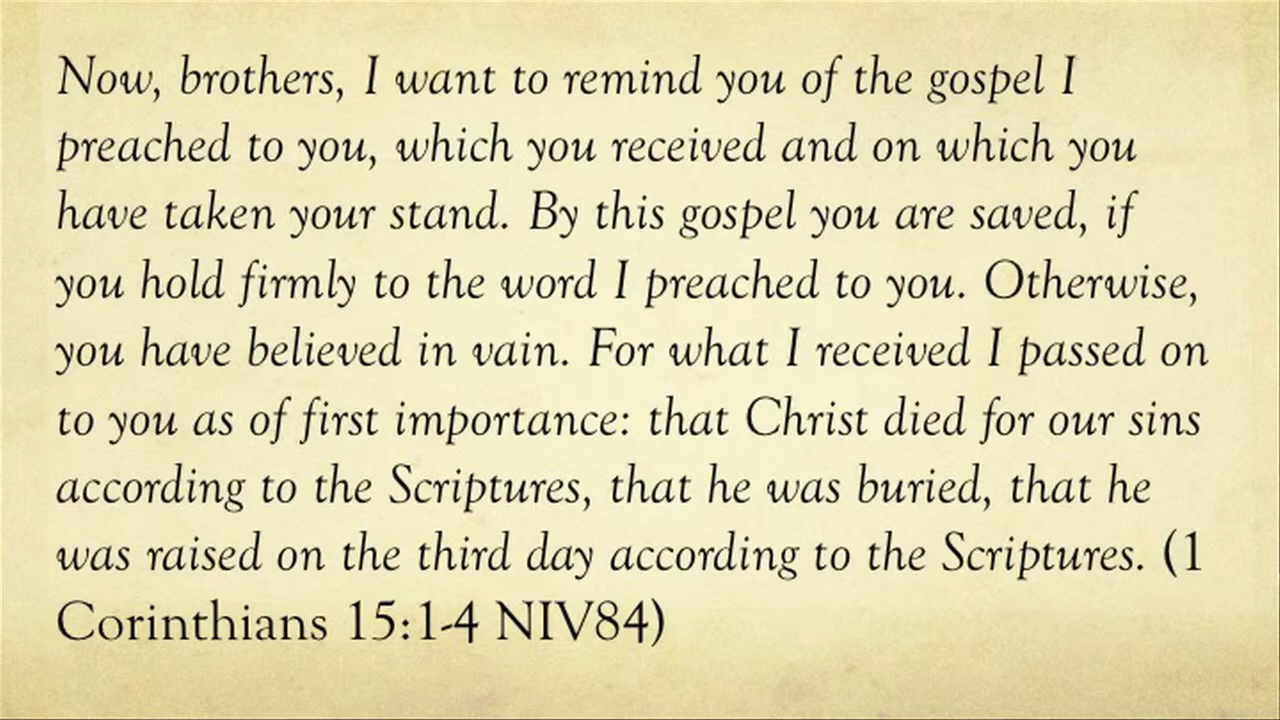 Now, brothers, I want to remind you of the gospel I
preached to you, which you received and on which you
have taken your stand. By this gospel you are saved, if
you hold firmly to the word I preached to you. Otherwise,
you have believed in vain. For what I received I passed on
to you as of first importance: that Christ died for our sins
according to the Scriptures, that he was buried, that he
was raised on the third day according to the Scriptures. (1
Corinthians 15:1-4 NIV84)